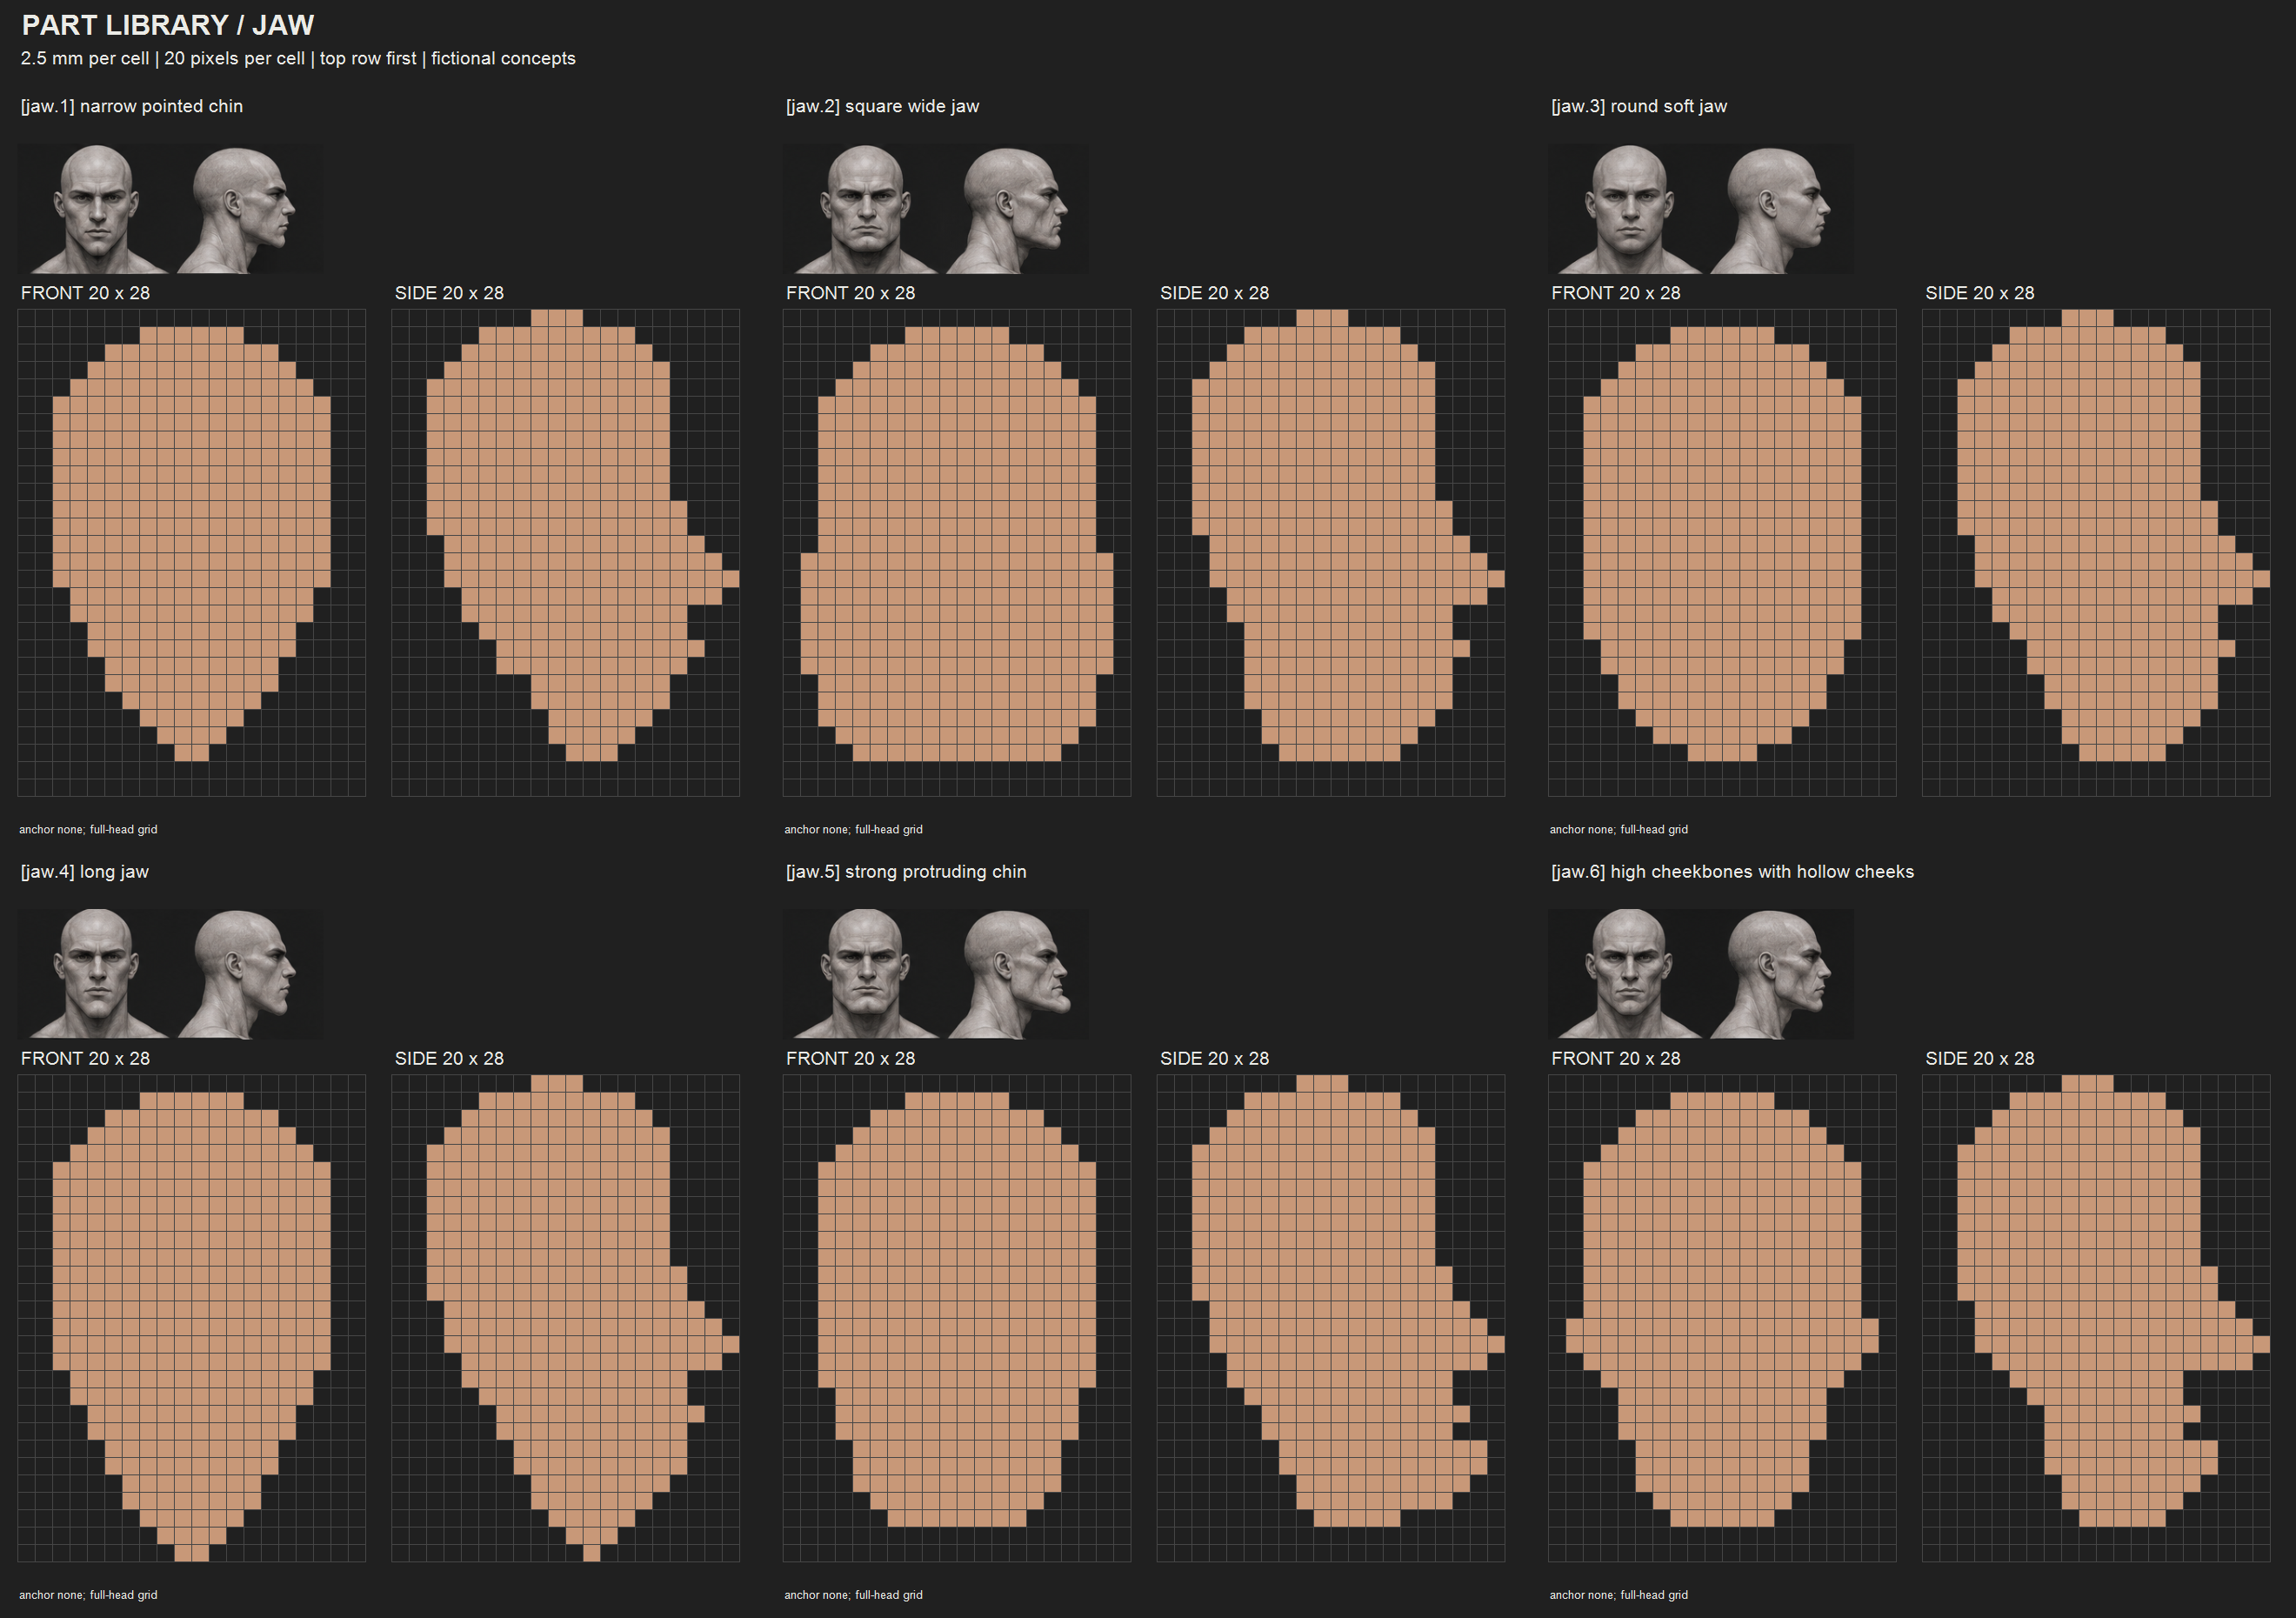 PART LIBRARY / JAW
2.5 mm per cell | 20 pixels per cell | top row first | fictional concepts
[jaw.1] narrow pointed chin
[jaw.2] square wide jaw
[jaw.3] round soft jaw
FRONT 20 x 28
SIDE 20 x 28
FRONT 20 x 28
SIDE 20 x 28
FRONT 20 x 28
SIDE 20 x 28
anchor none; full-head grid
anchor none; full-head grid
anchor none; full-head grid
[jaw.4] long jaw
[jaw.5] strong protruding chin
[jaw.6] high cheekbones with hollow cheeks
FRONT 20 x 28
SIDE 20 x 28
FRONT 20 x 28
SIDE 20 x 28
FRONT 20 x 28
SIDE 20 x 28
anchor none; full-head grid
anchor none; full-head grid
anchor none; full-head grid